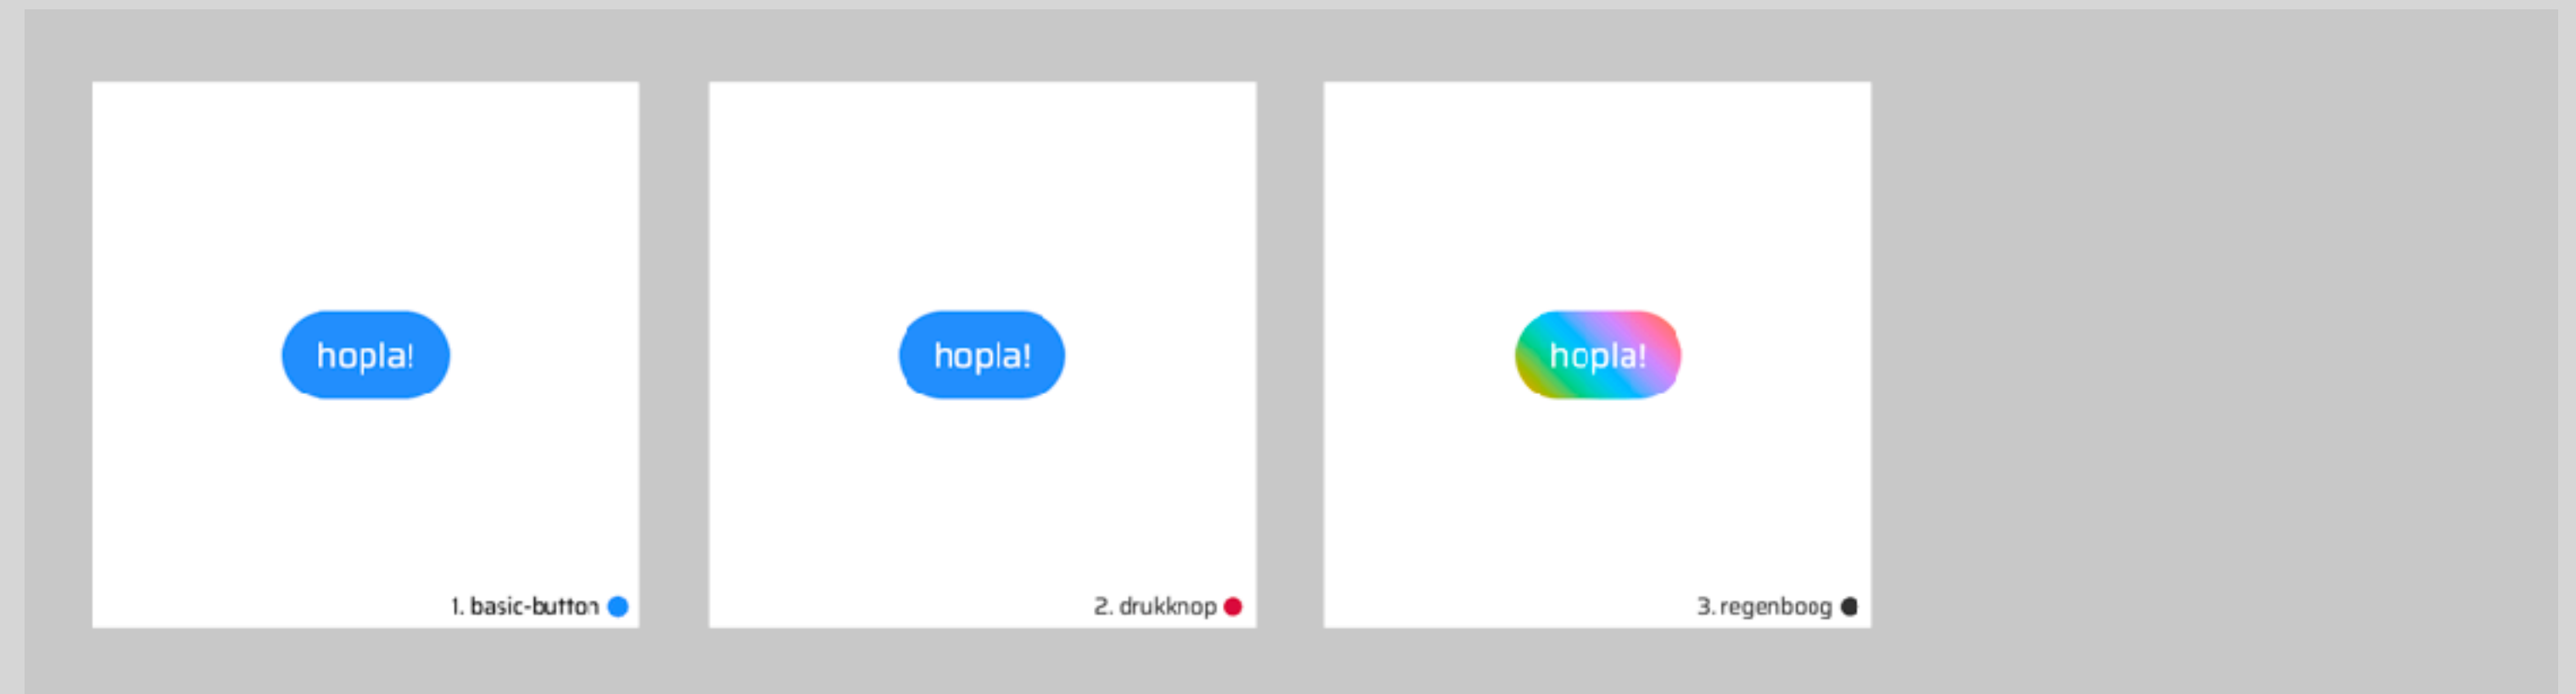 hopla!
1. basic-button
hopla!
2. drukknop
hopla!
3. regenboog